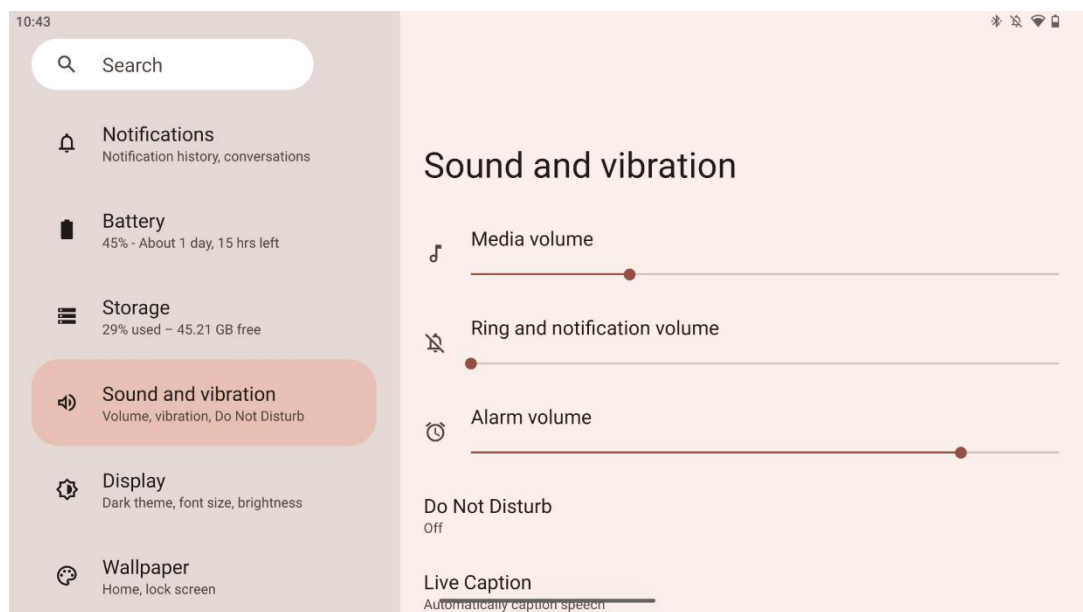 10:43
Search
Notifications
Notification history, conversations
Battery
45% - About 1 day, 15 hrs left
Storage
29% used – 45.21 GB free
Sound and vibration
Volume, vibration, Do Not Disturb
Display
Dark theme, font size, brightness
Wallpaper
Home, lock screen
Sound and vibration
Media volume
Ring and notification volume
Alarm volume
Do Not Disturb
Off
Live Caption
Automatically caption speech